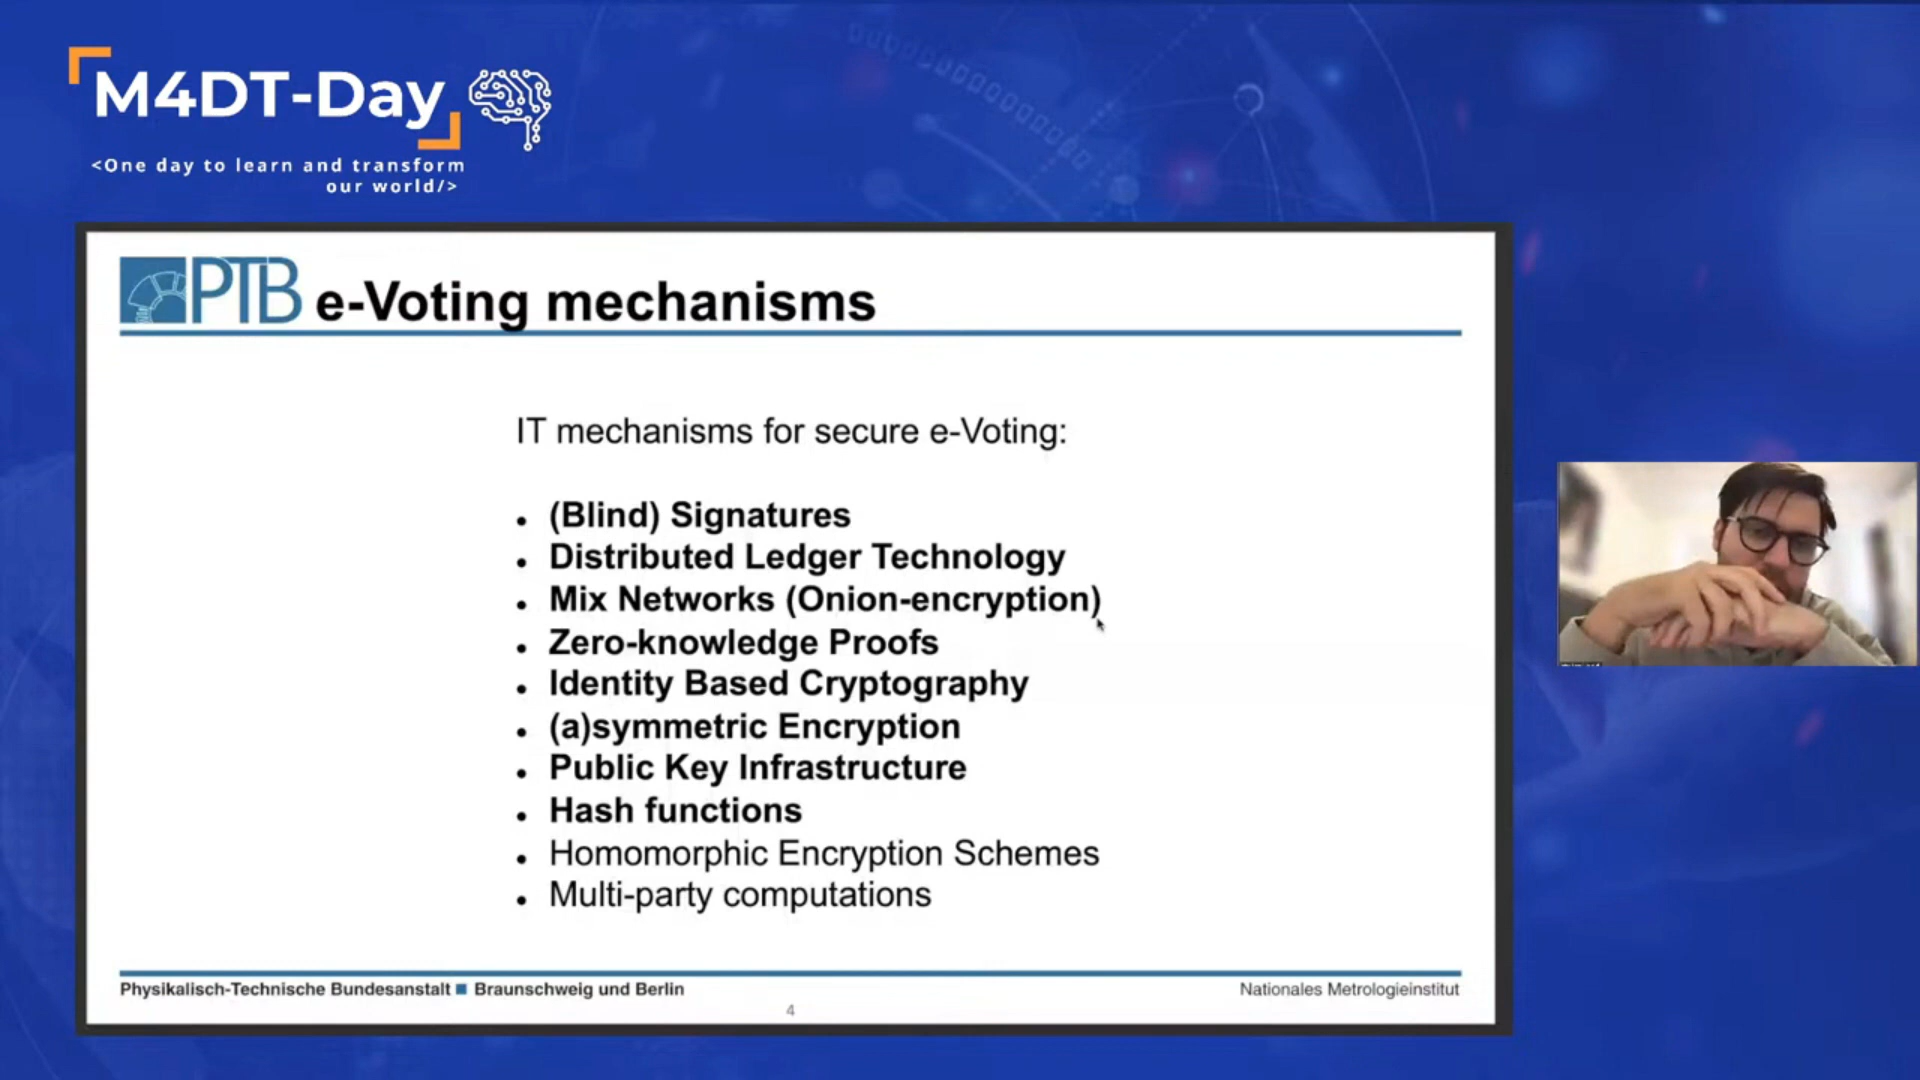 M4DT-Day
<One day to learn and transform
our world/>
PTB e-Voting mechanisms
IT mechanisms for secure e-Voting:
• (Blind) Signatures
• Distributed Ledger Technology
• Mix Networks (Onion-encryption)
• Zero-knowledge Proofs
• Identity Based Cryptography
• (a)symmetric Encryption
• Public Key Infrastructure
• Hash functions
• Homomorphic Encryption Schemes
• Multi-party computations
Physikalisch-Technische Bundesanstalt ■ Braunschweig und Berlin
Nationales Metrologieinstitut
4